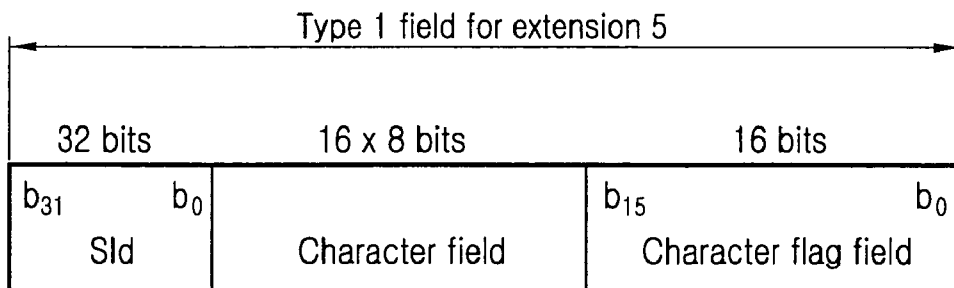 Type 1 field for extension 5
32 bits 16 x 8 bits 16 bits
b31 b0 b15 b0
SId Character field Character flag field